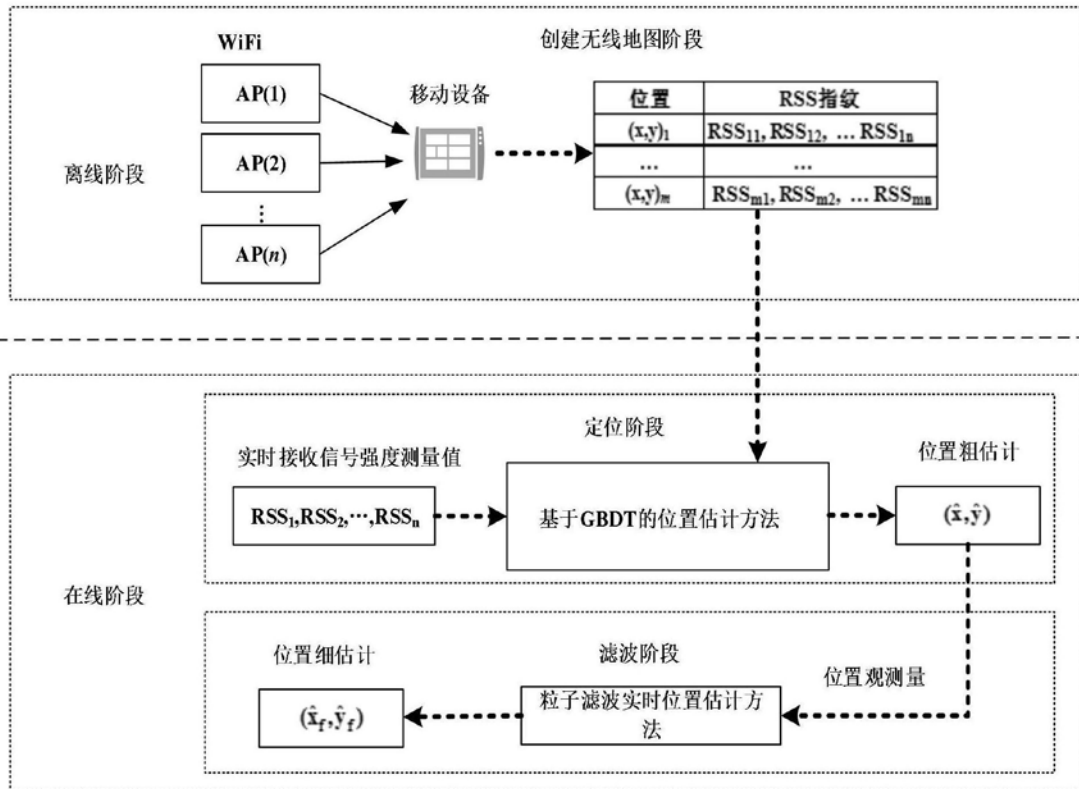 WiFi
创建无线地图阶段
AP(1)
移动设备
位置
RSS指纹
(x,y)₁
RSS₁₁, RSS₁₂, … RSS₁ₙ
离线阶段
AP(2)
…
…
(x,y)ₘ
RSSₘ₁, RSSₘ₂, … RSSₘₙ
⋮
AP(n)
定位阶段
实时接收信号强度测量值
位置粗估计
RSS₁,RSS₂,⋯,RSSₙ
基于GBDT的位置估计方法
(x̂,ŷ)
在线阶段
位置细估计
滤波阶段
位置观测量
(x̂_f,ŷ_f)
粒子滤波实时位置估计方
法